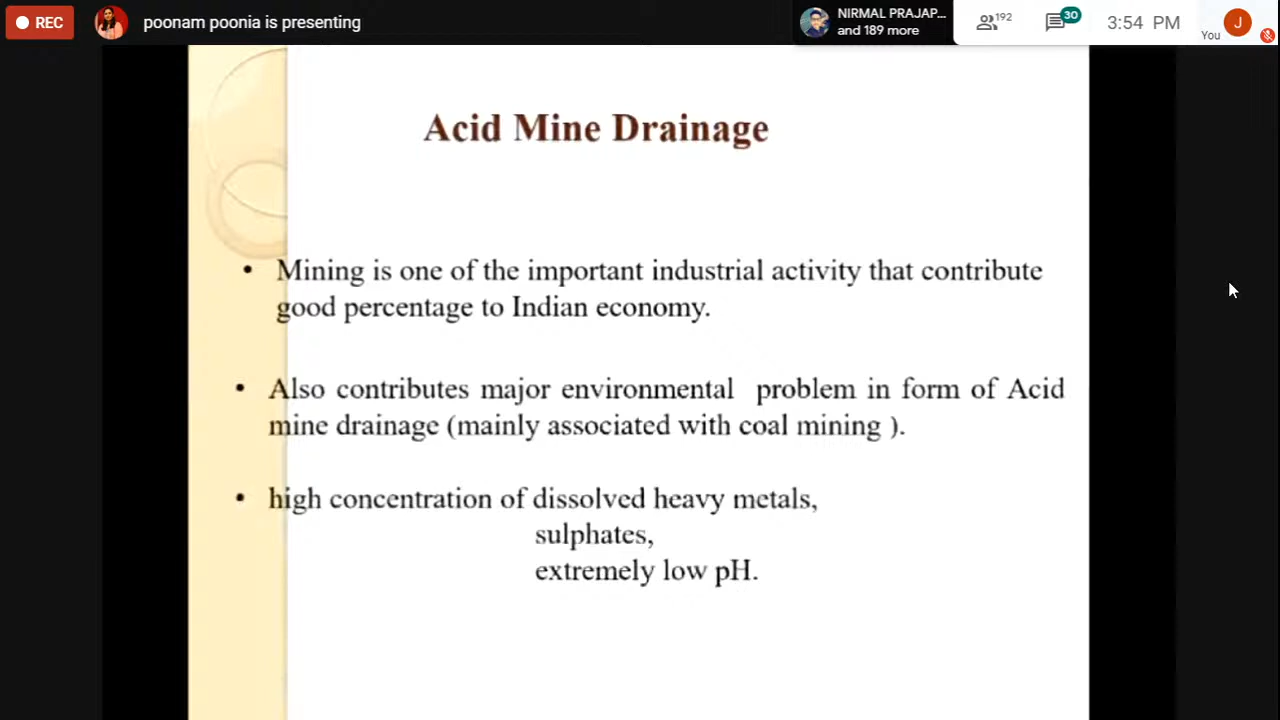 REC
poonam poonia is presenting
NIRMAL PRAJAP...
and 189 more
192
30
3:54 PM
You
J
Acid Mine Drainage
• Mining is one of the important industrial activity that contribute
good percentage to Indian economy.
• Also contributes major environmental problem in form of Acid
mine drainage (mainly associated with coal mining ).
• high concentration of dissolved heavy metals,
sulphates,
extremely low pH.